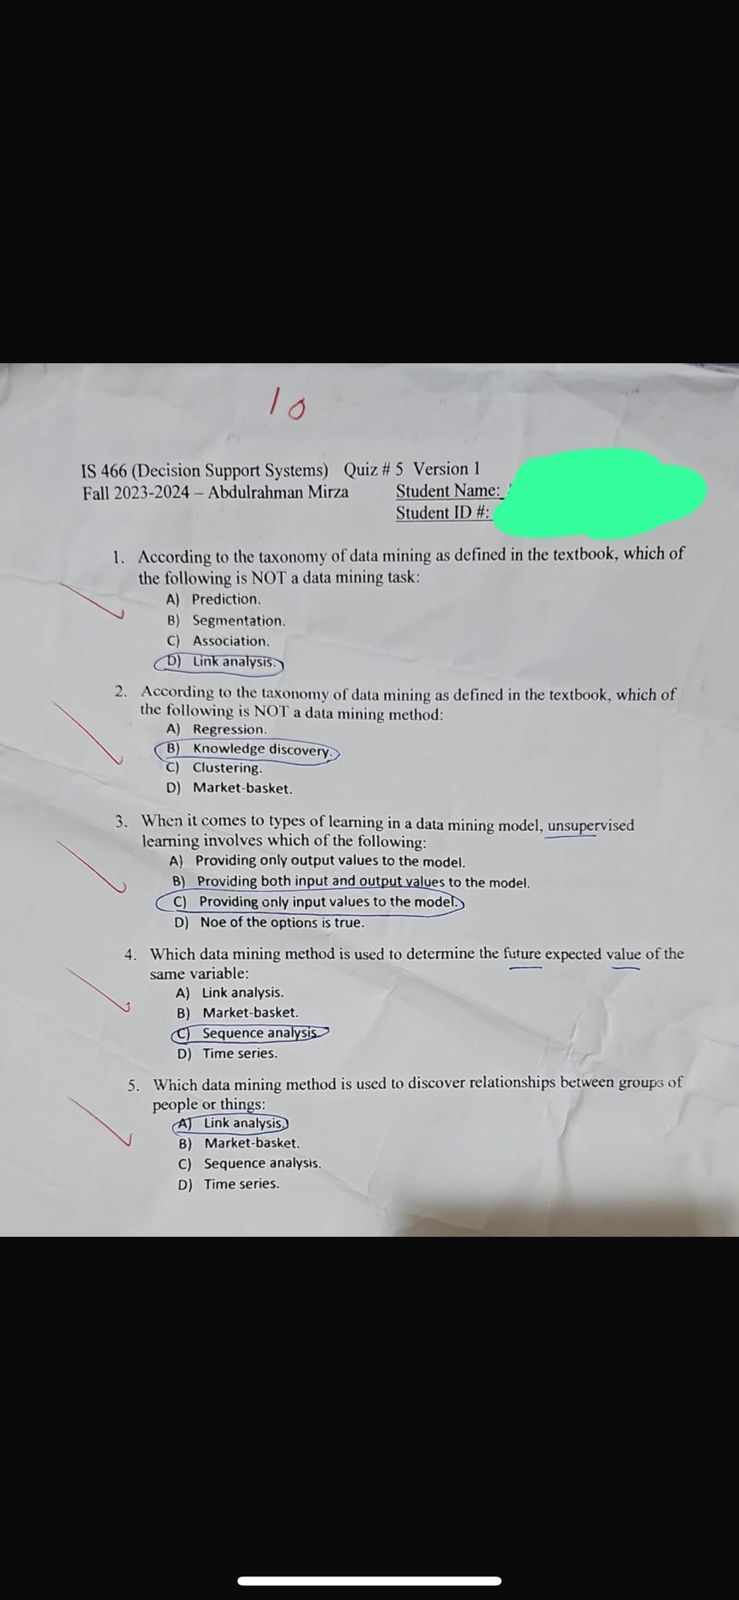 10
IS 466 (Decision Support Systems) Quiz # 5 Version 1
Fall 2023-2024 – Abdulrahman Mirza Student Name:
Student ID #:
1. According to the taxonomy of data mining as defined in the textbook, which of
the following is NOT a data mining task:
A) Prediction.
B) Segmentation.
C) Association.
D) Link analysis.
2. According to the taxonomy of data mining as defined in the textbook, which of
the following is NOT a data mining method:
A) Regression.
B) Knowledge discovery.
C) Clustering.
D) Market-basket.
3. When it comes to types of learning in a data mining model, unsupervised
learning involves which of the following:
A) Providing only output values to the model.
B) Providing both input and output values to the model.
C) Providing only input values to the model.
D) Noe of the options is true.
4. Which data mining method is used to determine the future expected value of the
same variable:
A) Link analysis.
B) Market-basket.
C) Sequence analysis.
D) Time series.
5. Which data mining method is used to discover relationships between groups of
people or things:
A) Link analysis.
B) Market-basket.
C) Sequence analysis.
D) Time series.